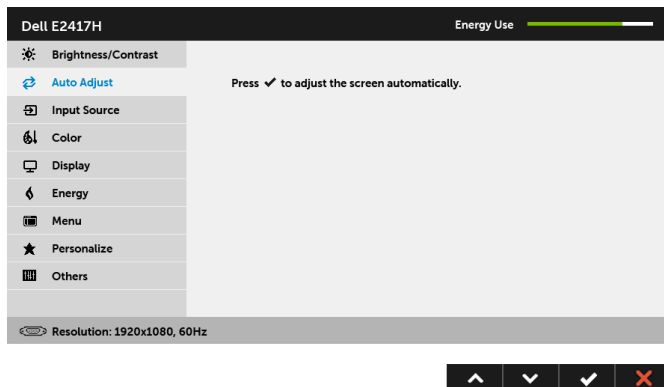 Dell E2417H
Energy Use
Brightness/Contrast
Auto Adjust
Press ✓ to adjust the screen automatically.
Input Source
Color
Display
Energy
Menu
Personalize
Others
Resolution: 1920x1080, 60Hz